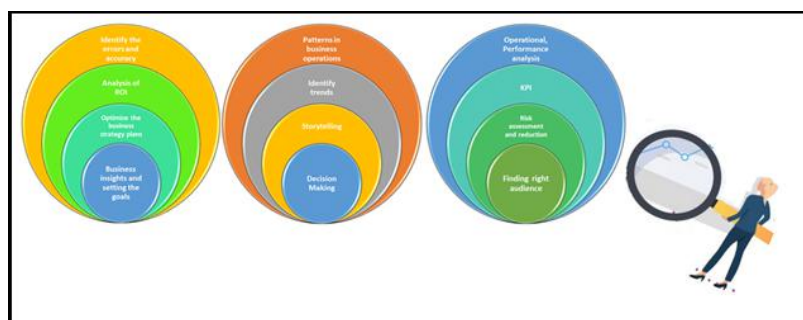 Identify the
errors and
accuracy
Analysis of
ROI
Optimize the
business
strategy plans
Business
insights and
setting the
goals
Patterns in
business
operations
Identify
trends
Storytelling
Decision
Making
Operational,
Performance
analysis
KPI
Risk
assessment
and reduction
Finding right
audience